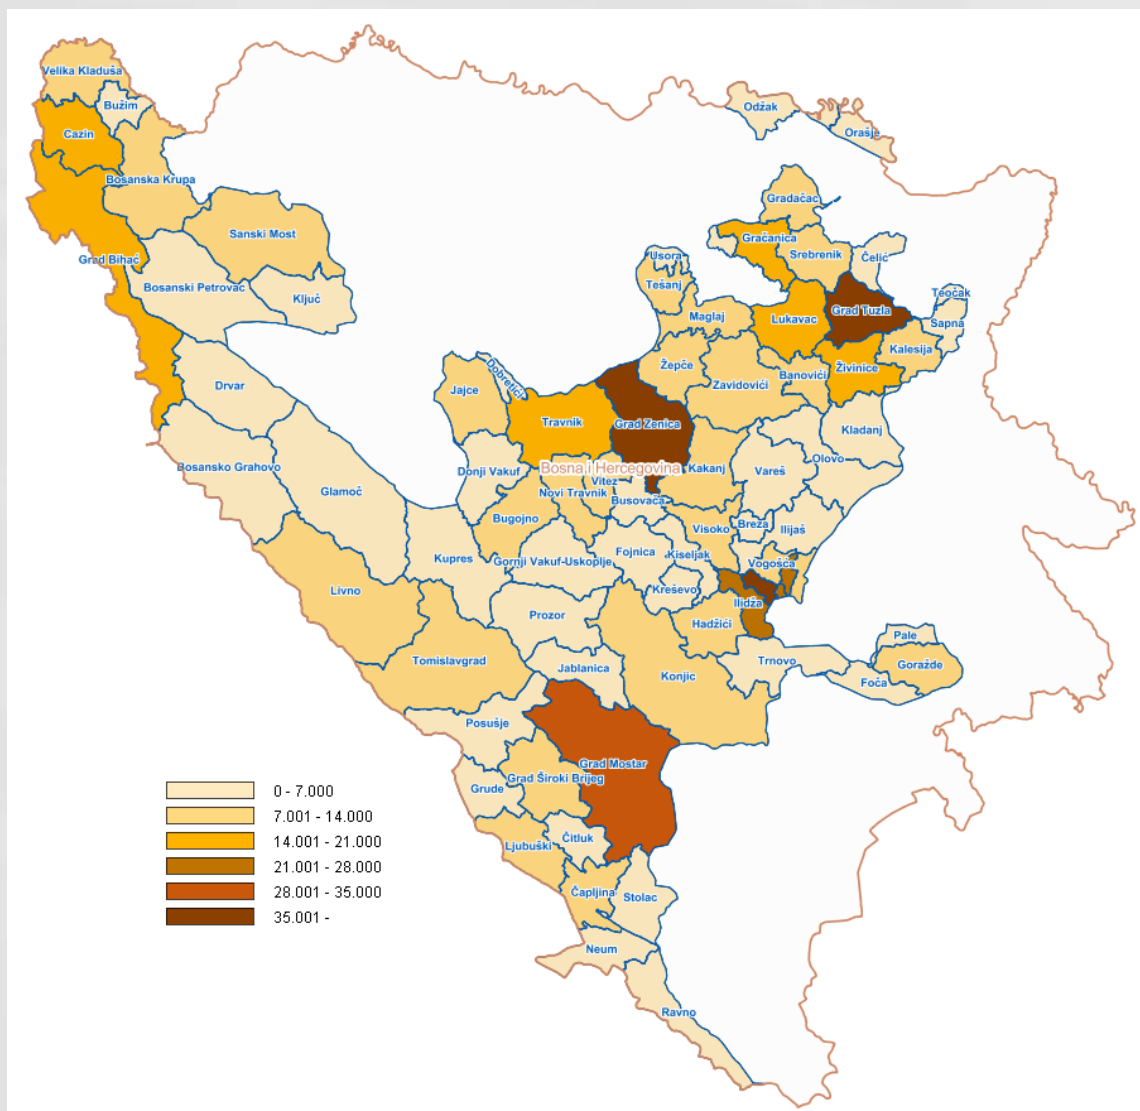 Velika Kladuša
Bužim
Cazin
Bosanska Krupa
Sanski Most
Grad Bihać
Bosanski Petrovac
Ključ
Odžak
Orašje
Gradačac
Gračanica
Srebrenik
Čelić
Usora
Tešanj
Maglaj
Lukavac
Grad Tuzla
Teočak
Sapna
Kalesija
Živinice
Banovići
Zavidovići
Žepče
Dobretići
Jajce
Drvar
Travnik
Grad Zenica
Kladanj
Olovo
Vareš
Kakanj
Bosna i Hercegovina
Bosansko Grahovo
Glamoč
Donji Vakuf
Vitez
Novi Travnik
Busovača
Bugojno
Visoko
Breza
Ilijaš
Kupres
Gornji Vakuf-Uskoplje
Fojnica
Kiseljak
Vogošća
Kreševo
Ilidža
Livno
Prozor
Hadžići
Pale
Goražde
Foča
Trnovo
Tomislavgrad
Jablanica
Konjic
Posušje
Grad Mostar
Grad Široki Brijeg
Grude
Čitluk
Ljubuški
Čapljina
Stolac
Neum
Ravno
0 - 7.000
7.001 - 14.000
14.001 - 21.000
21.001 - 28.000
28.001 - 35.000
35.001 -